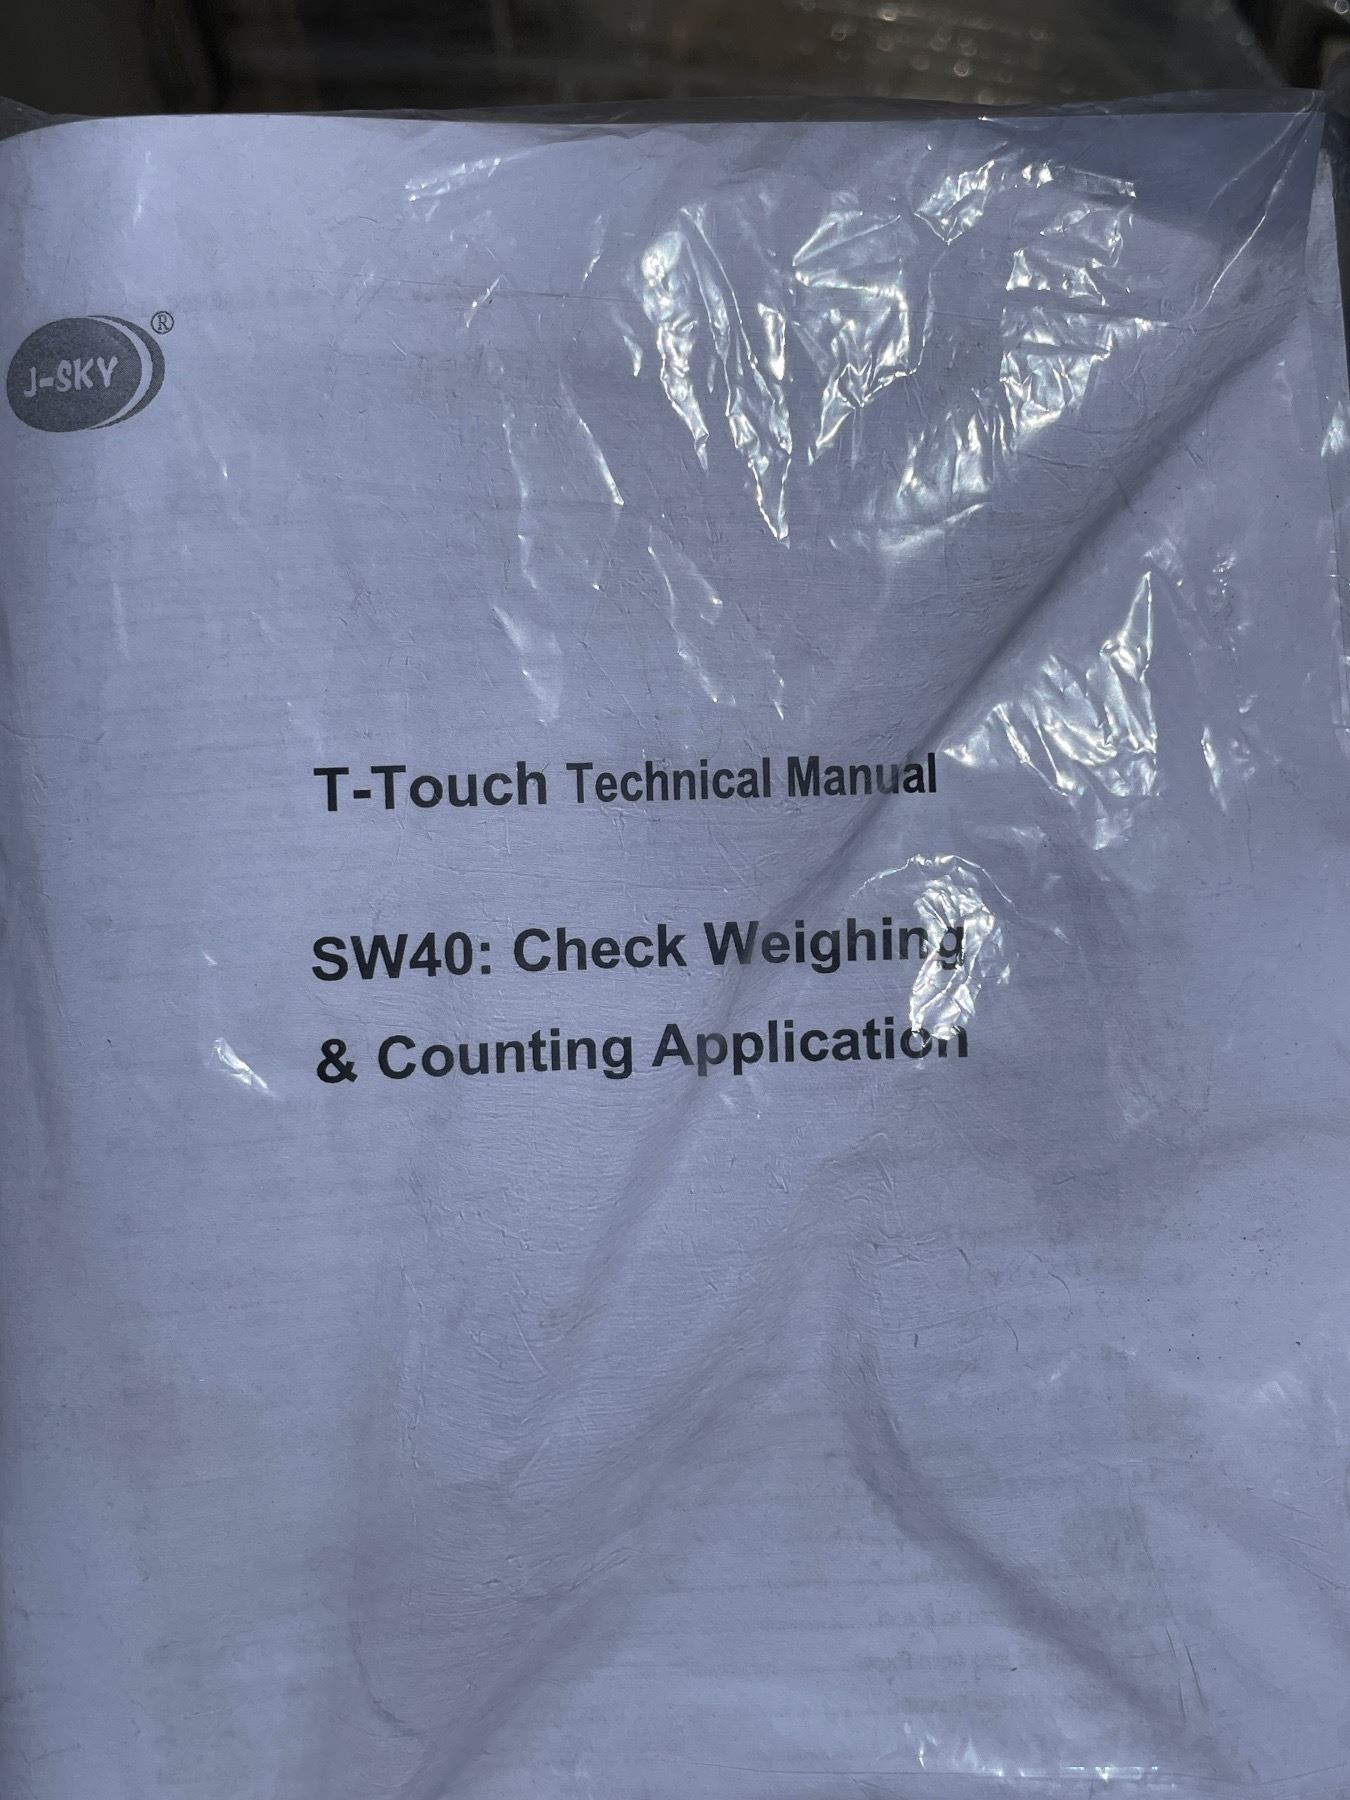 J-SKY®
T-Touch Technical Manual
SW40: Check Weighing
& Counting Application